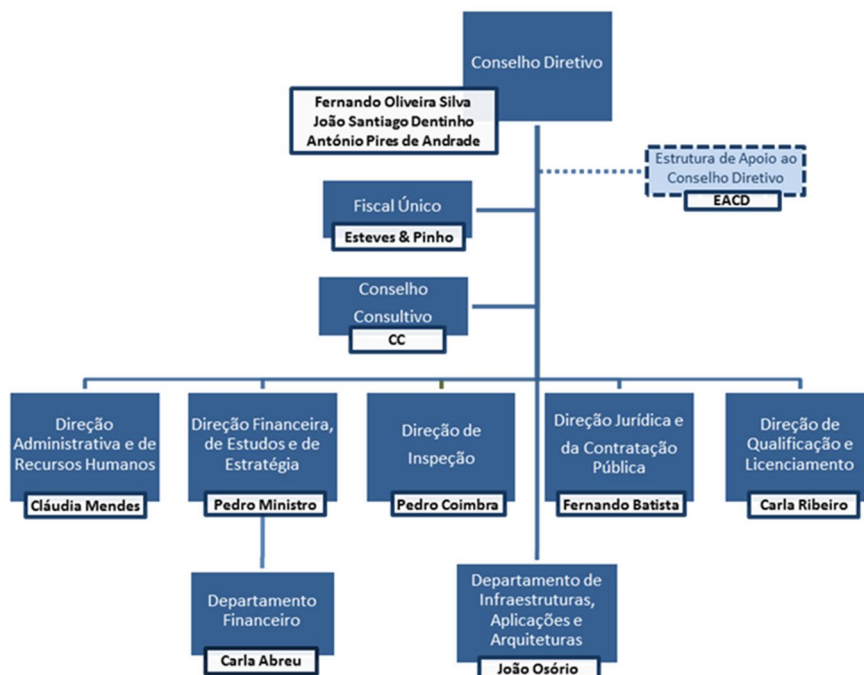 Conselho Diretivo
Fernando Oliveira Silva
João Santiago Dentinho
António Pires de Andrade
Estrutura de Apoio ao
Conselho Diretivo
EACD
Fiscal Único
Esteves & Pinho
Conselho
Consultivo
CC
Direção
Administrativa e de
Recursos Humanos
Cláudia Mendes
Direção Financeira,
de Estudos e de
Estratégia
Pedro Ministro
Direção de
Inspeção
Pedro Coimbra
Direção Jurídica e
da Contratação
Pública
Fernando Batista
Direção de
Qualificação e
Licenciamento
Carla Ribeiro
Departamento
Financeiro
Carla Abreu
Departamento de
Infraestruturas,
Aplicações e
Arquiteturas
João Osório